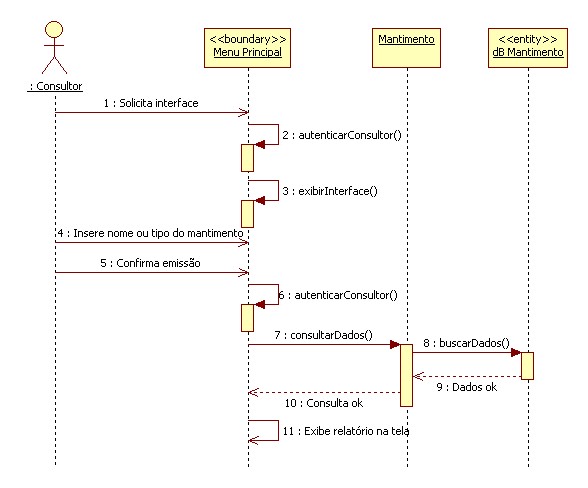 <<boundary>>
Menu Principal
Mantimento
<<entity>>
dB Mantimento
: Consultor
1 : Solicita interface
2 : autenticarConsultor()
3 : exibirInterface()
4 : Insere nome ou tipo do mantimento
5 : Confirma emissão
6 : autenticarConsultor()
7 : consultarDados()
8 : buscarDados()
9 : Dados ok
10 : Consulta ok
11 : Exibe relatório na tela